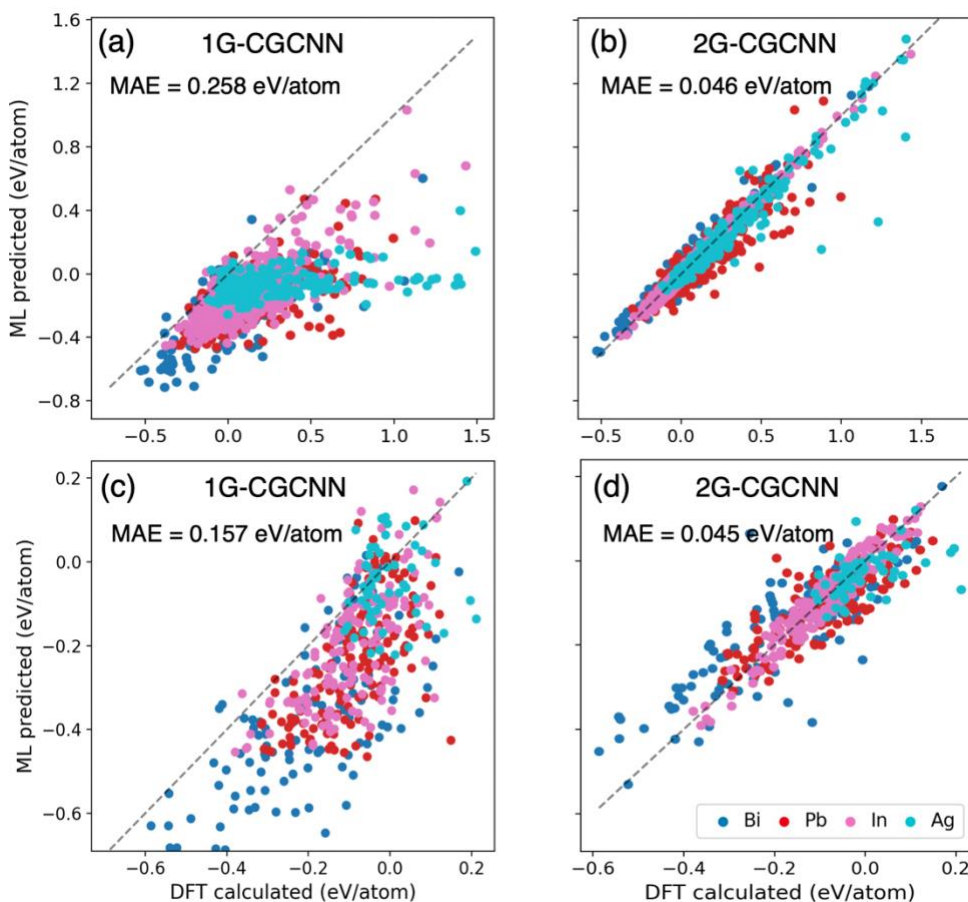 (a) 1G-CGCNN
MAE = 0.258 eV/atom
ML predicted (eV/atom)
1.6
1.2
0.8
0.4
0.0
−0.4
−0.8
−0.5 0.0 0.5 1.0 1.5
(b) 2G-CGCNN
MAE = 0.046 eV/atom
−0.5 0.0 0.5 1.0 1.5
(c) 1G-CGCNN
MAE = 0.157 eV/atom
ML predicted (eV/atom)
0.2
0.0
−0.2
−0.4
−0.6
−0.6 −0.4 −0.2 0.0 0.2
DFT calculated (eV/atom)
(d) 2G-CGCNN
MAE = 0.045 eV/atom
Bi Pb In Ag
−0.6 −0.4 −0.2 0.0 0.2
DFT calculated (eV/atom)